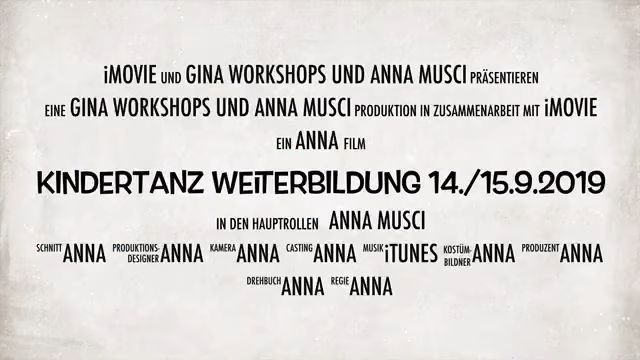 iMOVIE UND GINA WORKSHOPS UND ANNA MUSCI PRÄSENTIEREN
EINE GINA WORKSHOPS UND ANNA MUSCI PRODUKTION IN ZUSAMMENARBEIT MIT iMOVIE
EIN ANNA FILM
KINDERTANZ WEITERBILDUNG 14./15.9.2019
IN DEN HAUPTROLLEN ANNA MUSCI
SCHNITT ANNA PRODUKTIONS-DESIGNER ANNA KAMERA ANNA CASTING ANNA MUSIK iTUNES KOSTÜM-BILDNER ANNA PRODUZENT ANNA
DREHBUCH ANNA REGIE ANNA